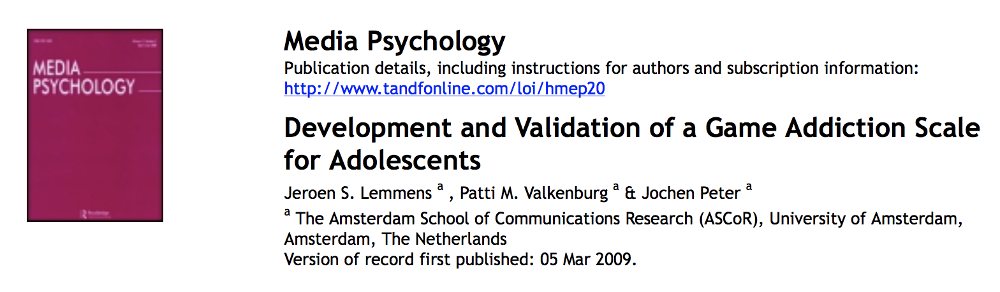 MEDIA
PSYCHOLOGY
Media Psychology
Publication details, including instructions for authors and subscription information:
http://www.tandfonline.com/loi/hmep20
Development and Validation of a Game Addiction Scale
for Adolescents
Jeroen S. Lemmens a , Patti M. Valkenburg a & Jochen Peter a
a The Amsterdam School of Communications Research (ASCoR), University of Amsterdam,
Amsterdam, The Netherlands
Version of record first published: 05 Mar 2009.